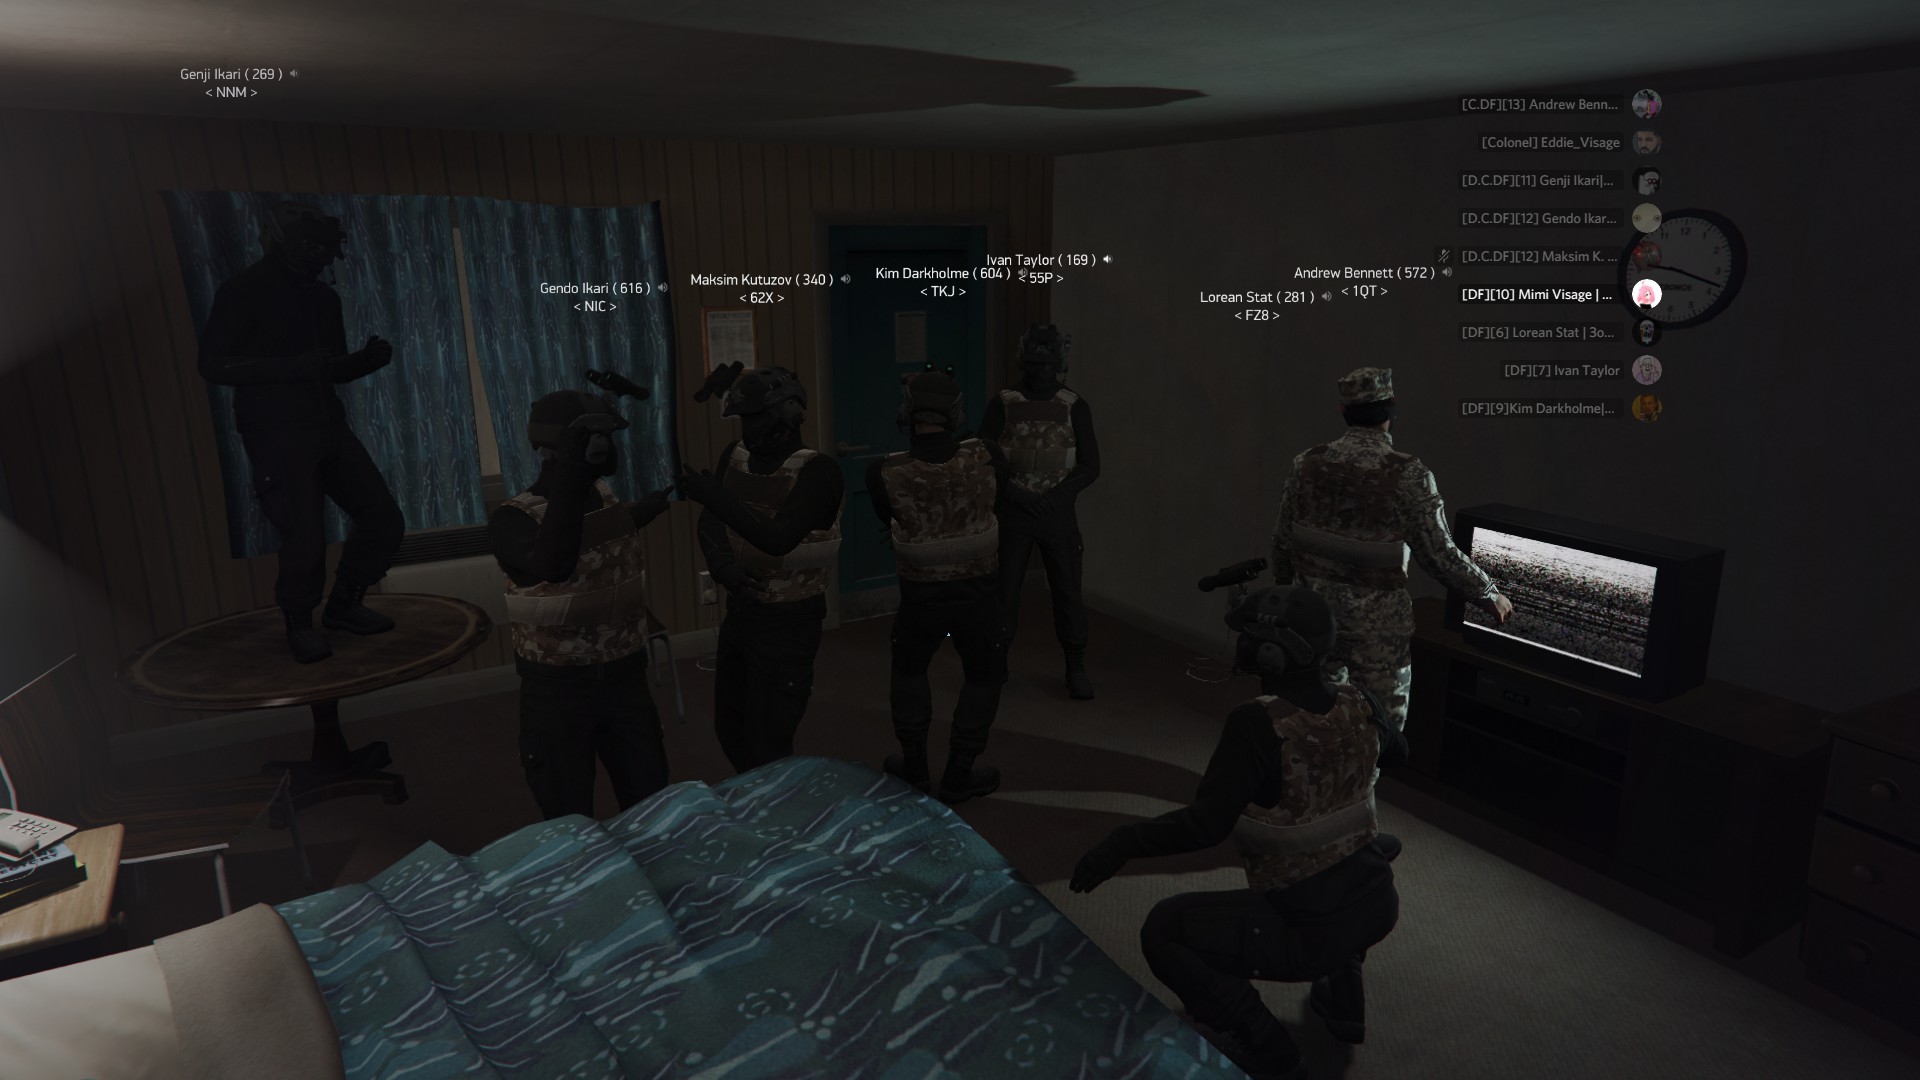 Genji Ikari ( 269 )
< NNM >
Gendo Ikari ( 616 )
< NIC >
Maksim Kutuzov ( 340 )
< 62X >
Kim Darkholme ( 604 )
< TKJ >
Ivan Taylor ( 169 )
< 55P >
Lorean Stat ( 281 )
< FZ8 >
Andrew Bennett ( 572 )
< 1QT >
[C.DF][13] Andrew Benn...
[Colonel] Eddie_Visage
[D.C.DF][11] Genji Ikari|...
[D.C.DF][12] Gendo Ikar...
[D.C.DF][12] Maksim K. ...
[DF][10] Mimi Visage | ...
[DF][6] Lorean Stat | 3o...
[DF][7] Ivan Taylor
[DF][9]Kim Darkholme|...